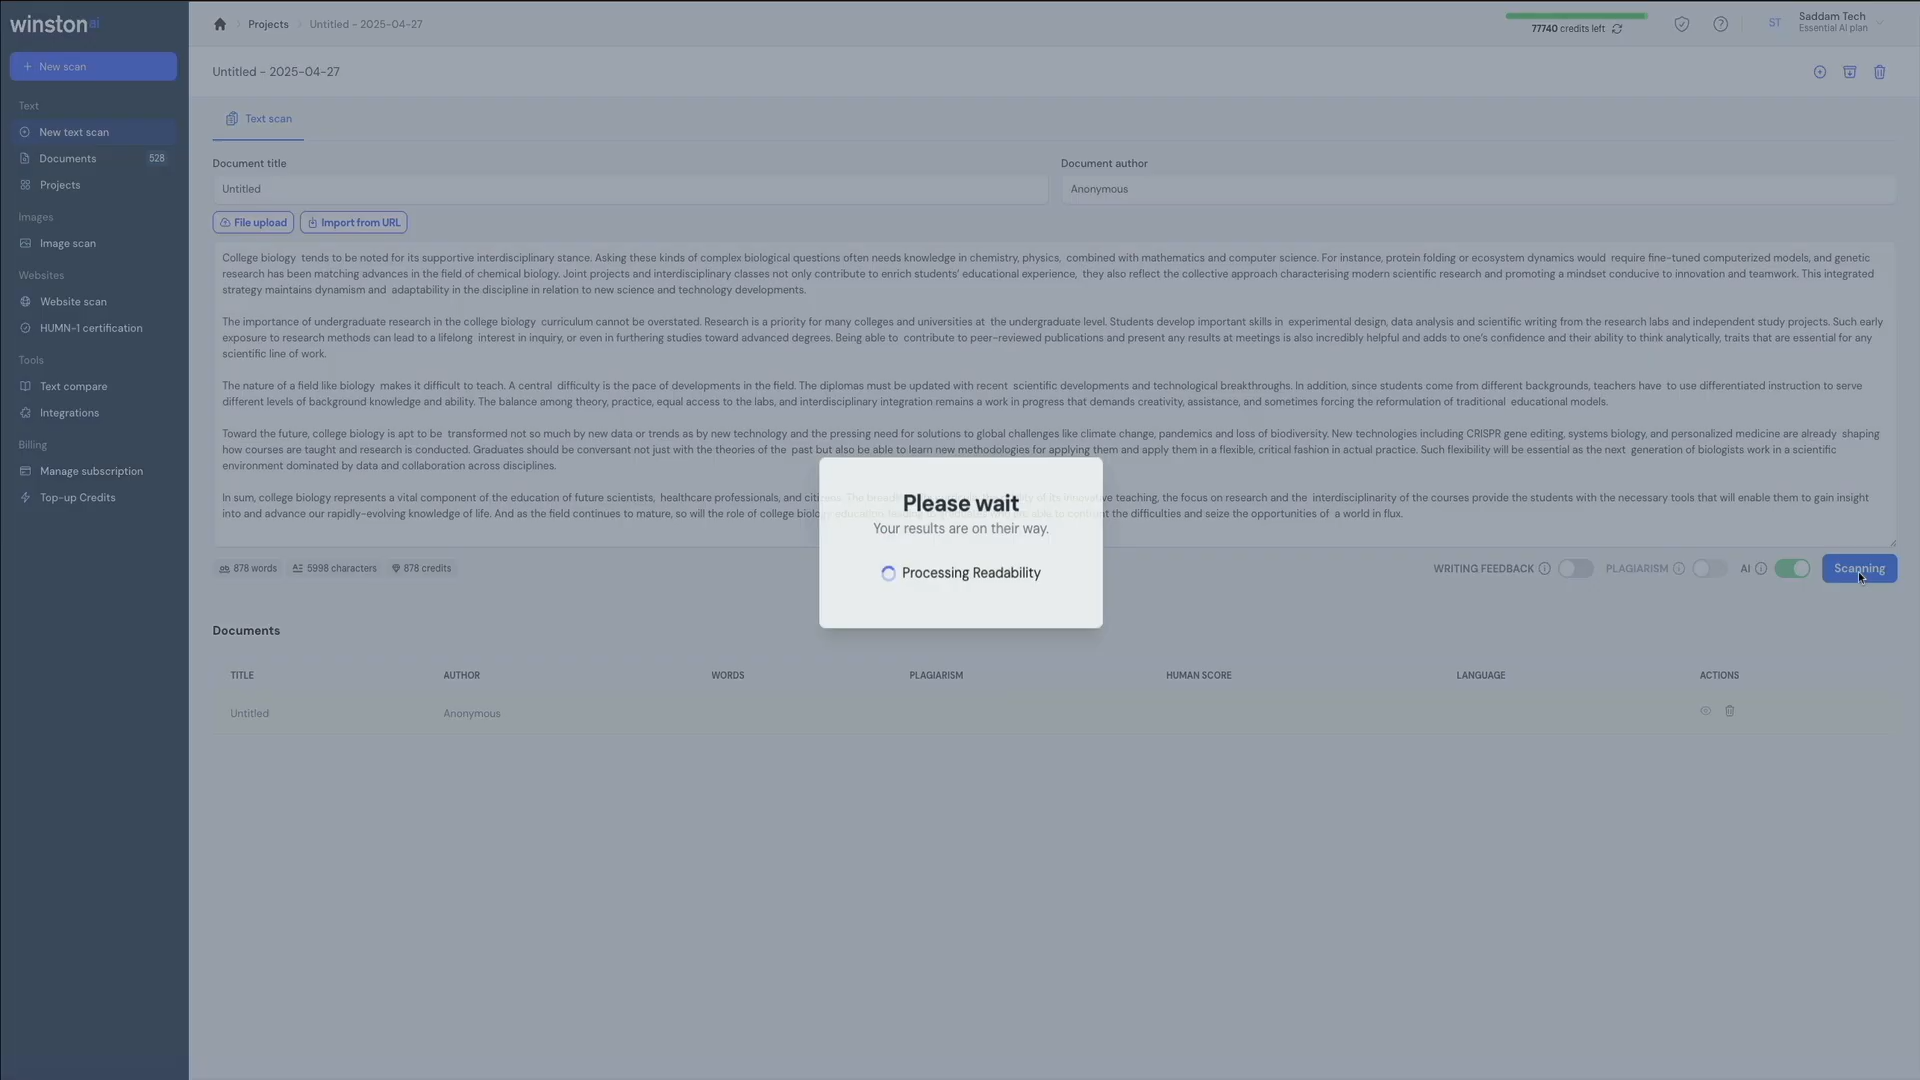 winston ai
Projects
Untitled - 2025-04-27
77740 credits left
ST
Saddam Tech
Essential AI plan
New scan
Untitled - 2025-04-27
Text
New text scan
Documents 528
Projects
Images
Image scan
Websites
Website scan
HUMN-1 certification
Tools
Text compare
Integrations
Billing
Manage subscription
Top-up Credits
Text scan
Document title
Document author
Untitled
Anonymous
File upload
Import from URL
College biology  tends to be noted for its supportive interdisciplinary stance. Asking these kinds of complex biological questions often needs knowledge in chemistry, physics,  combined with mathematics and computer science. For instance, protein folding or ecosystem dynamics would  require fine-tuned computerized models, and genetic
research has been matching advances in the field of chemical biology. Joint projects and interdisciplinary classes not only contribute to enrich students' educational experience,  they also reflect the collective approach characterising modern scientific research and promoting a mindset conducive to innovation and teamwork. This integrated
strategy maintains dynamism and  adaptability in the discipline in relation to new science and technology developments.
The importance of undergraduate research in the college biology  curriculum cannot be overstated. Research is a priority for many colleges and universities at  the undergraduate level. Students develop important skills in  experimental design, data analysis and scientific writing from the research labs and independent study projects. Such early
exposure to research methods can lead to a lifelong  interest in inquiry, or even in furthering studies toward advanced degrees. Being able to  contribute to peer-reviewed publications and present any results at meetings is also incredibly helpful and adds to one's confidence and their ability to think analytically, traits that are essential for any
scientific line of work.
The nature of a field like biology  makes it difficult to teach. A central  difficulty is the pace of developments in the field. The diplomas must be updated with recent  scientific developments and technological breakthroughs. In addition, since students come from different backgrounds, teachers have  to use differentiated instruction to serve
different levels of background knowledge and ability. The balance among theory, practice, equal access to the labs, and interdisciplinary integration remains a work in progress that demands creativity, assistance, and sometimes forcing the reformulation of traditional  educational models.
Toward the future, college biology is apt to be  transformed not so much by new data or trends as by new technology and the pressing need for solutions to global challenges like climate change, pandemics and loss of biodiversity. New technologies including CRISPR gene editing, systems biology, and personalized medicine are already  shaping
how courses are taught and research is conducted. Graduates should be conversant not just with the theories of the  past but also be able to learn new methodologies for applying them and apply them in a flexible, critical fashion in actual practice. Such flexibility will be essential as the next  generation of biologists work in a scientific
environment dominated by data and collaboration across disciplines.
In sum, college biology represents a vital component of the education of future scientists,  healthcare professionals, and citizens. The teaching, the focus on research and the  interdisciplinarity of the courses provide the students with the necessary tools that will enable them to gain insight
into and advance our rapidly-evolving knowledge of life. And as the field continues to mature, so will the role of college biology education the difficulties and seize the opportunities of  a world in flux.
Please wait
Your results are on their way.
Processing Readability
878 words
5998 characters
878 credits
WRITING FEEDBACK
PLAGIARISM
AI
Scanning
Documents
TITLE AUTHOR WORDS PLAGIARISM HUMAN SCORE LANGUAGE ACTIONS
Untitled Anonymous